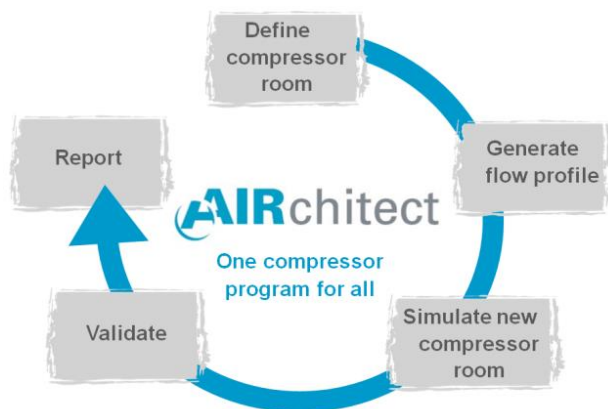 Define
compressor
room
Generate
flow profile
Simulate new
compressor
room
Validate
Report
AIRchitect
One compressor
program for all